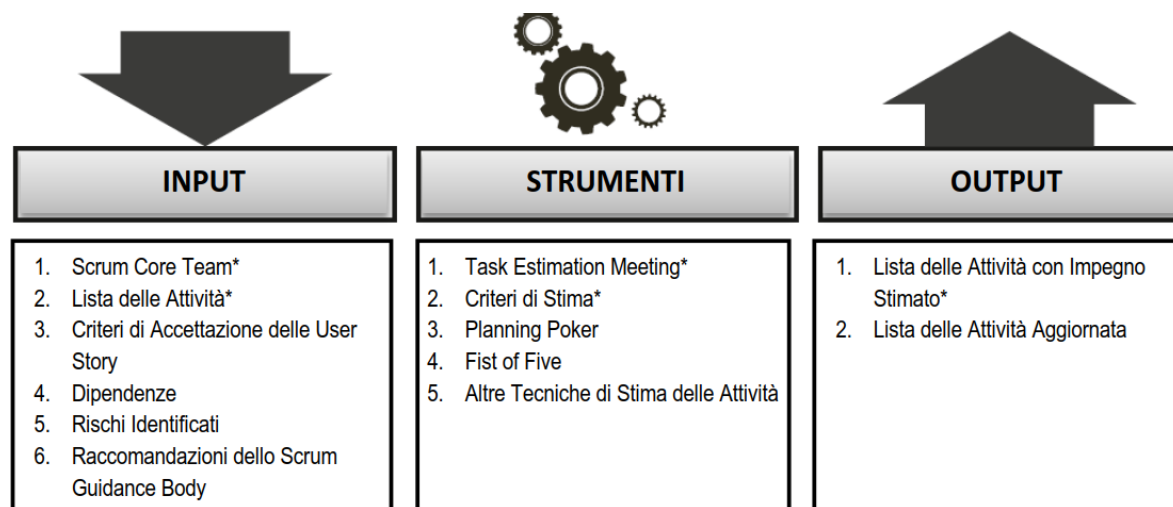 INPUT
1. Scrum Core Team*
2. Lista delle Attività*
3. Criteri di Accettazione delle User
Story
4. Dipendenze
5. Rischi Identificati
6. Raccomandazioni dello Scrum
Guidance Body
STRUMENTI
1. Task Estimation Meeting*
2. Criteri di Stima*
3. Planning Poker
4. Fist of Five
5. Altre Tecniche di Stima delle Attività
OUTPUT
1. Lista delle Attività con Impegno
Stimato*
2. Lista delle Attività Aggiornata